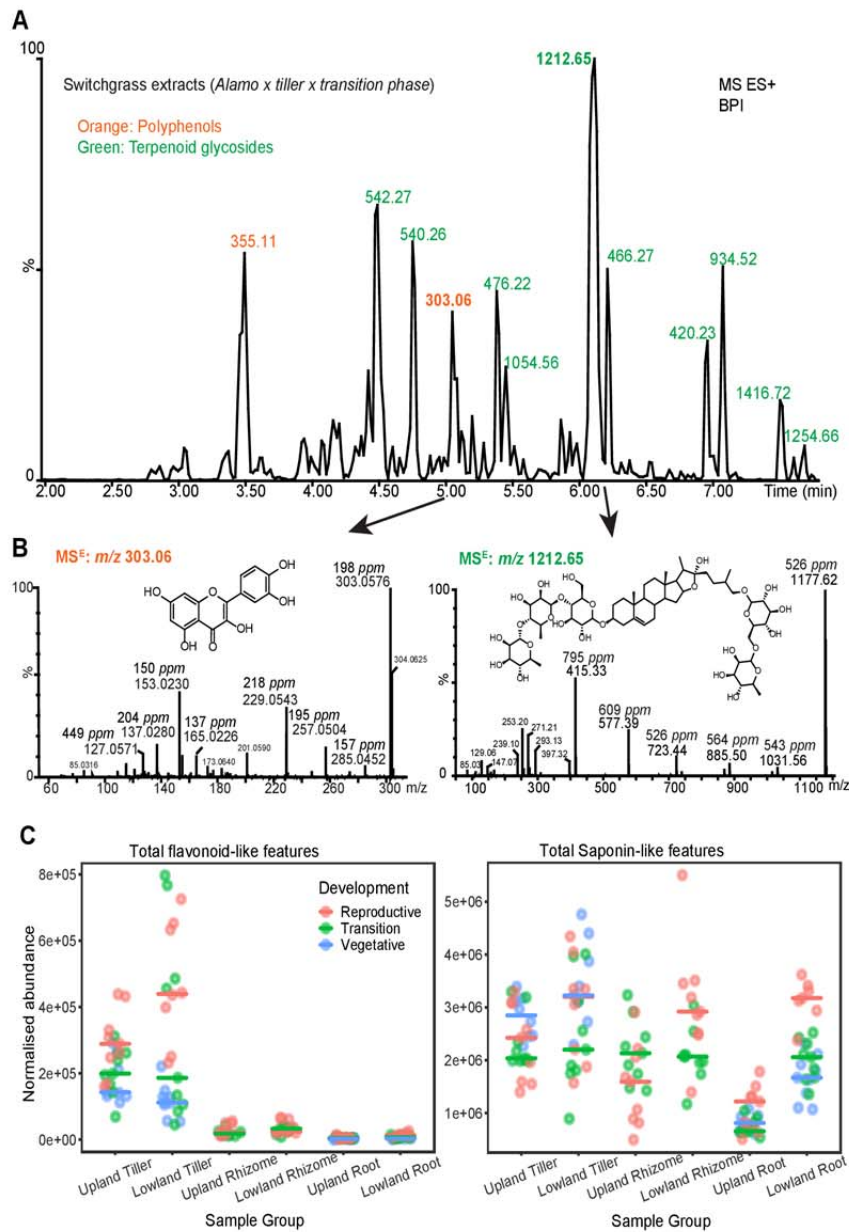 A
100
1212.65
Switchgrass extracts (Alamo x tiller x transition phase)
MS ES+
BPI
Orange: Polyphenols
Green: Terpenoid glycosides
542.27
355.11
540.26
%
303.06
476.22
466.27
934.52
1054.56
420.23
1416.72
1254.66
0
2.00 2.50 3.00 3.50 4.00 4.50 5.00 5.50 6.00 6.50 7.00 Time (min)
B
MSE: m/z 303.06
198 ppm
303.0576
100
OH
HO
OH
OH
OH
O
O
304.0625
150 ppm
153.0230
218 ppm
229.0543
%
204 ppm
137.0280
137 ppm
165.0226
195 ppm
257.0504
449 ppm
127.0571
157 ppm
285.0452
201.0590
173.0640
85.0316
0
60 100 140 180 220 260 300 m/z
MSE: m/z 1212.65
526 ppm
1177.62
100
795 ppm
415.33
%
609 ppm
577.39
253.20
271.21
293.13
239.10
397.32
129.06
147.07
85.03
526 ppm
723.44
564 ppm
885.50
543 ppm
1031.56
0
100 300 500 700 900 1100 m/z
C
Total flavonoid-like features
Total Saponin-like features
Development
Reproductive
Transition
Vegetative
Normalised abundance
8e+05
6e+05
4e+05
2e+05
0e+00
5e+06
4e+06
3e+06
2e+06
1e+06
Upland Tiller
Lowland Tiller
Upland Rhizome
Lowland Rhizome
Upland Root
Lowland Root
Sample Group
Upland Tiller
Lowland Tiller
Upland Rhizome
Lowland Rhizome
Upland Root
Lowland Root
Sample Group